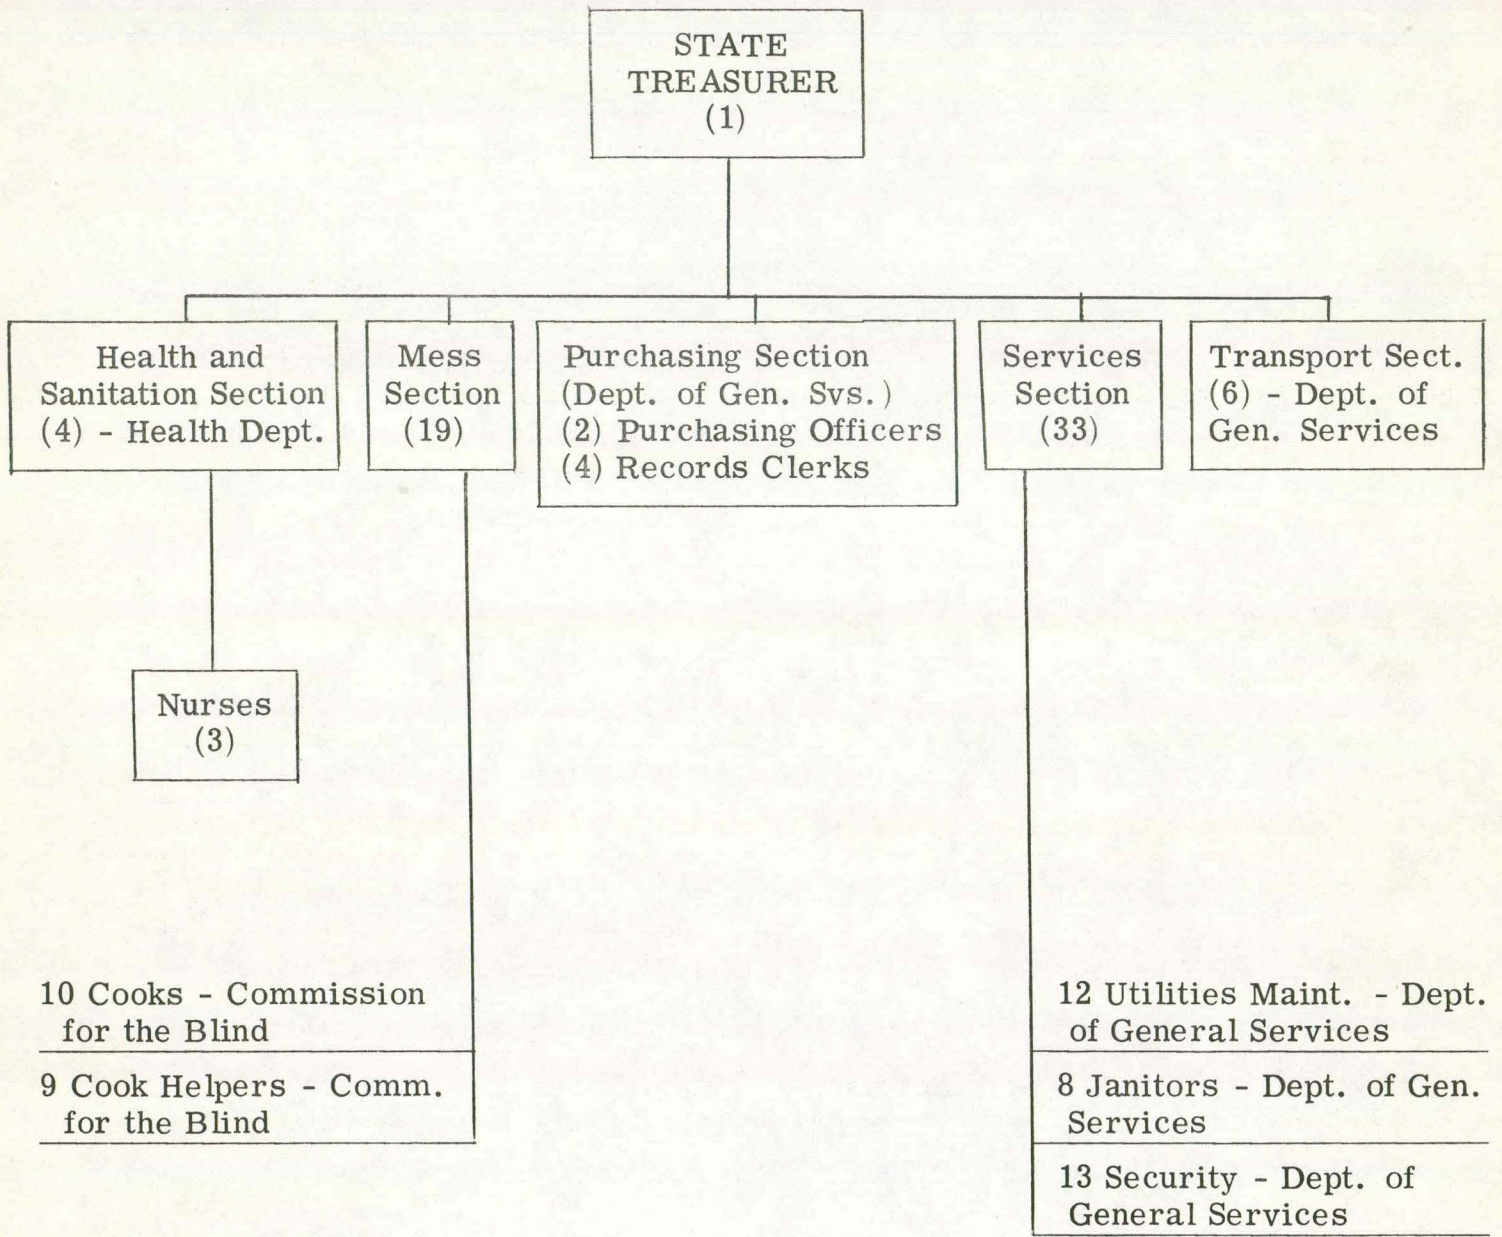 STATE
TREASURER
(1)
Health and
Sanitation Section
(4) - Health Dept.
Mess
Section
(19)
Purchasing Section
(Dept. of Gen. Svs.)
(2) Purchasing Officers
(4) Records Clerks
Services
Section
(33)
Transport Sect.
(6) - Dept. of
Gen. Services
Nurses
(3)
10 Cooks - Commission
for the Blind
9 Cook Helpers - Comm.
for the Blind
12 Utilities Maint. - Dept.
of General Services
8 Janitors - Dept. of Gen.
Services
13 Security - Dept. of
General Services